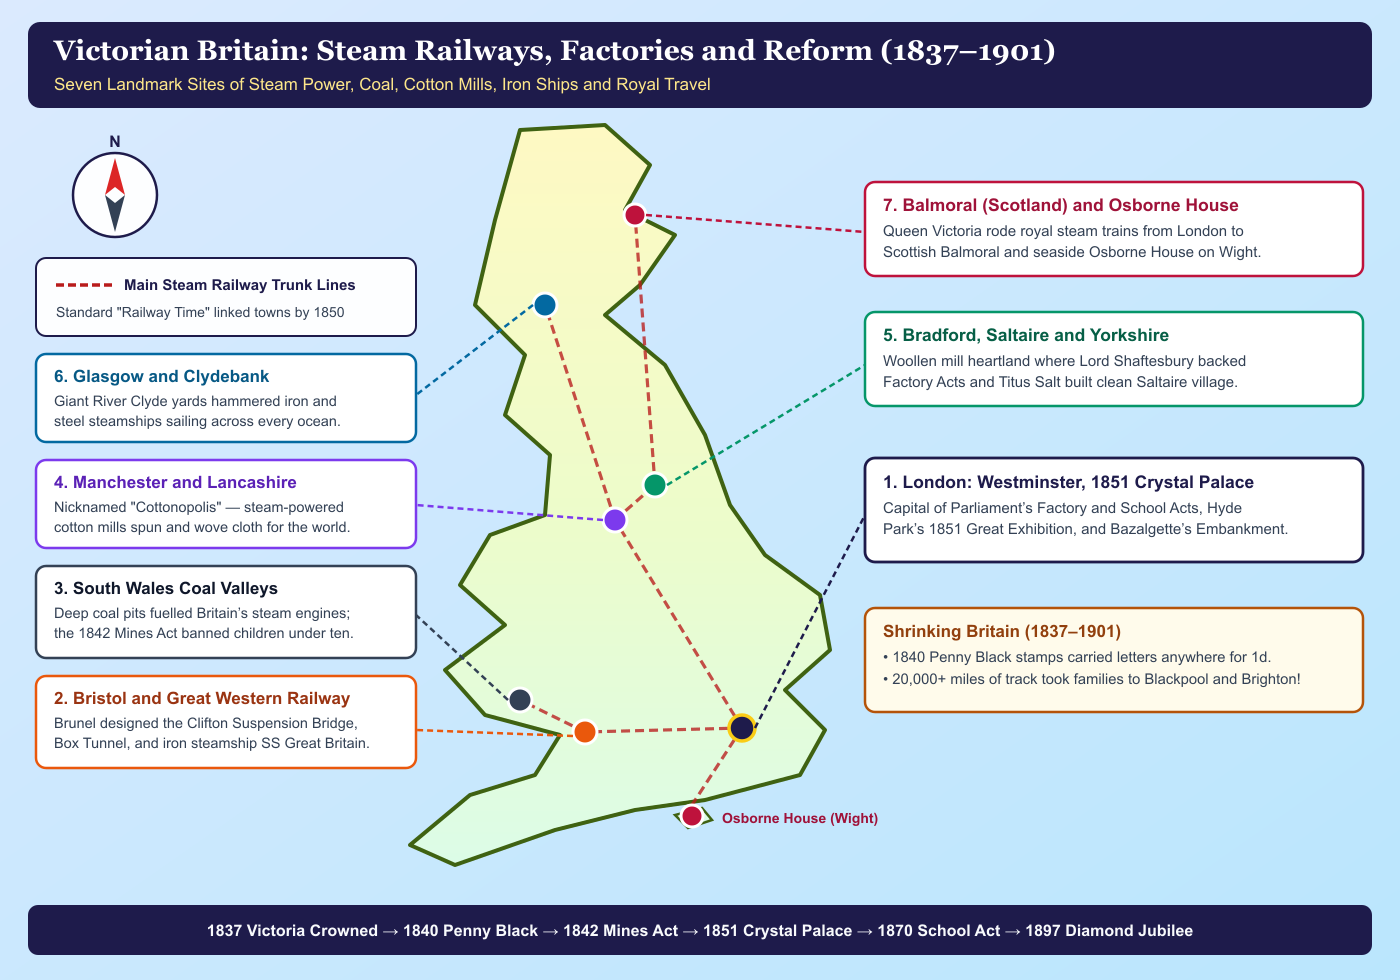 Victorian Britain: Steam Railways, Factories and Reform (1837–1901)
Seven Landmark Sites of Steam Power, Coal, Cotton Mills, Iron Ships and Royal Travel
N
Main Steam Railway Trunk Lines
Standard "Railway Time" linked towns by 1850
6. Glasgow and Clydebank
Giant River Clyde yards hammered iron and
steel steamships sailing across every ocean.
4. Manchester and Lancashire
Nicknamed "Cottonopolis" — steam-powered
cotton mills spun and wove cloth for the world.
3. South Wales Coal Valleys
Deep coal pits fuelled Britain’s steam engines;
the 1842 Mines Act banned children under ten.
2. Bristol and Great Western Railway
Brunel designed the Clifton Suspension Bridge,
Box Tunnel, and iron steamship SS Great Britain.
7. Balmoral (Scotland) and Osborne House
Queen Victoria rode royal steam trains from London to
Scottish Balmoral and seaside Osborne House on Wight.
5. Bradford, Saltaire and Yorkshire
Woollen mill heartland where Lord Shaftesbury backed
Factory Acts and Titus Salt built clean Saltaire village.
1. London: Westminster, 1851 Crystal Palace
Capital of Parliament’s Factory and School Acts, Hyde
Park’s 1851 Great Exhibition, and Bazalgette’s Embankment.
Shrinking Britain (1837–1901)
• 1840 Penny Black stamps carried letters anywhere for 1d.
• 20,000+ miles of track took families to Blackpool and Brighton!
Osborne House (Wight)
1837 Victoria Crowned → 1840 Penny Black → 1842 Mines Act → 1851 Crystal Palace → 1870 School Act → 1897 Diamond Jubilee